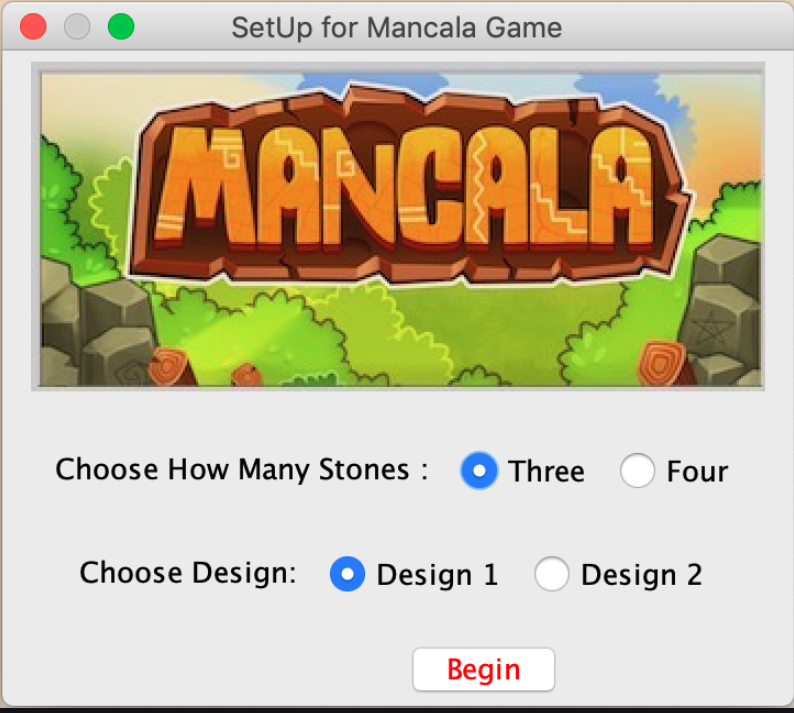 SetUp for Mancala Game
MANCALA
Choose How Many Stones : Three Four
Choose Design: Design 1 Design 2
Begin